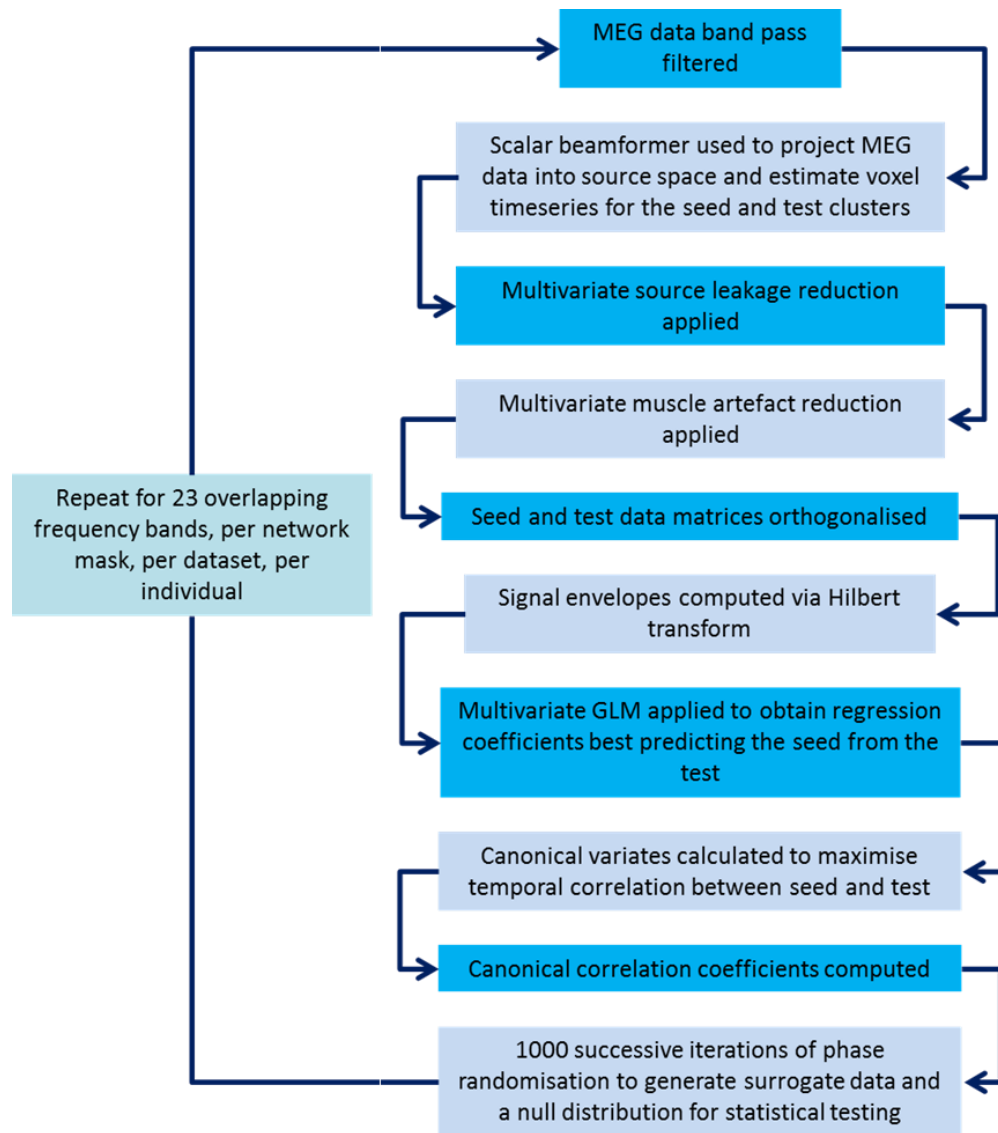 MEG data band pass
filtered
Scalar beamformer used to project MEG
data into source space and estimate voxel
timeseries for the seed and test clusters
Multivariate source leakage reduction
applied
Multivariate muscle artefact reduction
applied
Repeat for 23 overlapping
frequency bands, per network
mask, per dataset, per
individual
Seed and test data matrices orthogonalised
Signal envelopes computed via Hilbert
transform
Multivariate GLM applied to obtain regression
coefficients best predicting the seed from the
test
Canonical variates calculated to maximise
temporal correlation between seed and test
Canonical correlation coefficients computed
1000 successive iterations of phase
randomisation to generate surrogate data and
a null distribution for statistical testing